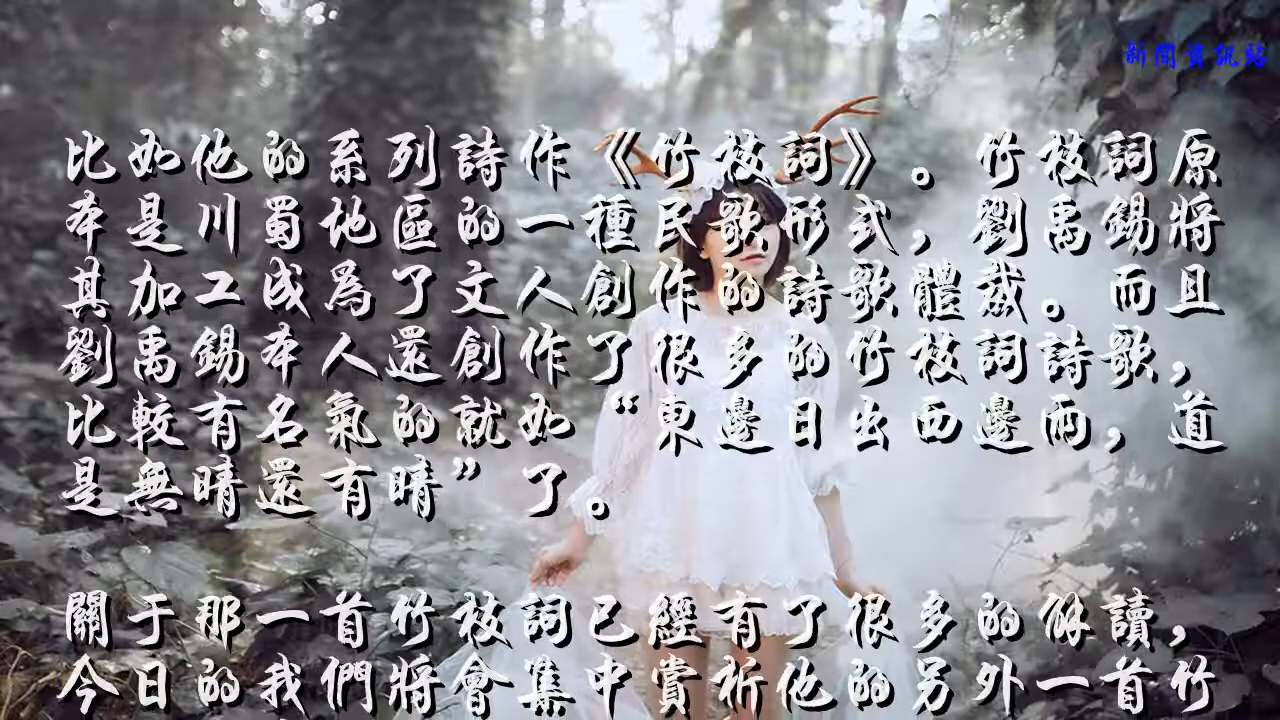 新聞資訊站
比如他的系列詩作《竹枝詞》。竹枝詞原
本是川蜀地區的一種民歌形式，劉禹錫將
其加工成為了文人創作的詩歌體裁。而且
劉禹錫本人還創作了很多的竹枝詞詩歌，
比較有名氣的就如“東邊日出西邊雨，道
是無晴還有晴”了。
關于那一首竹枝詞已經有了很多的解讀，
今日的我們將會集中賞析他的另外一首竹